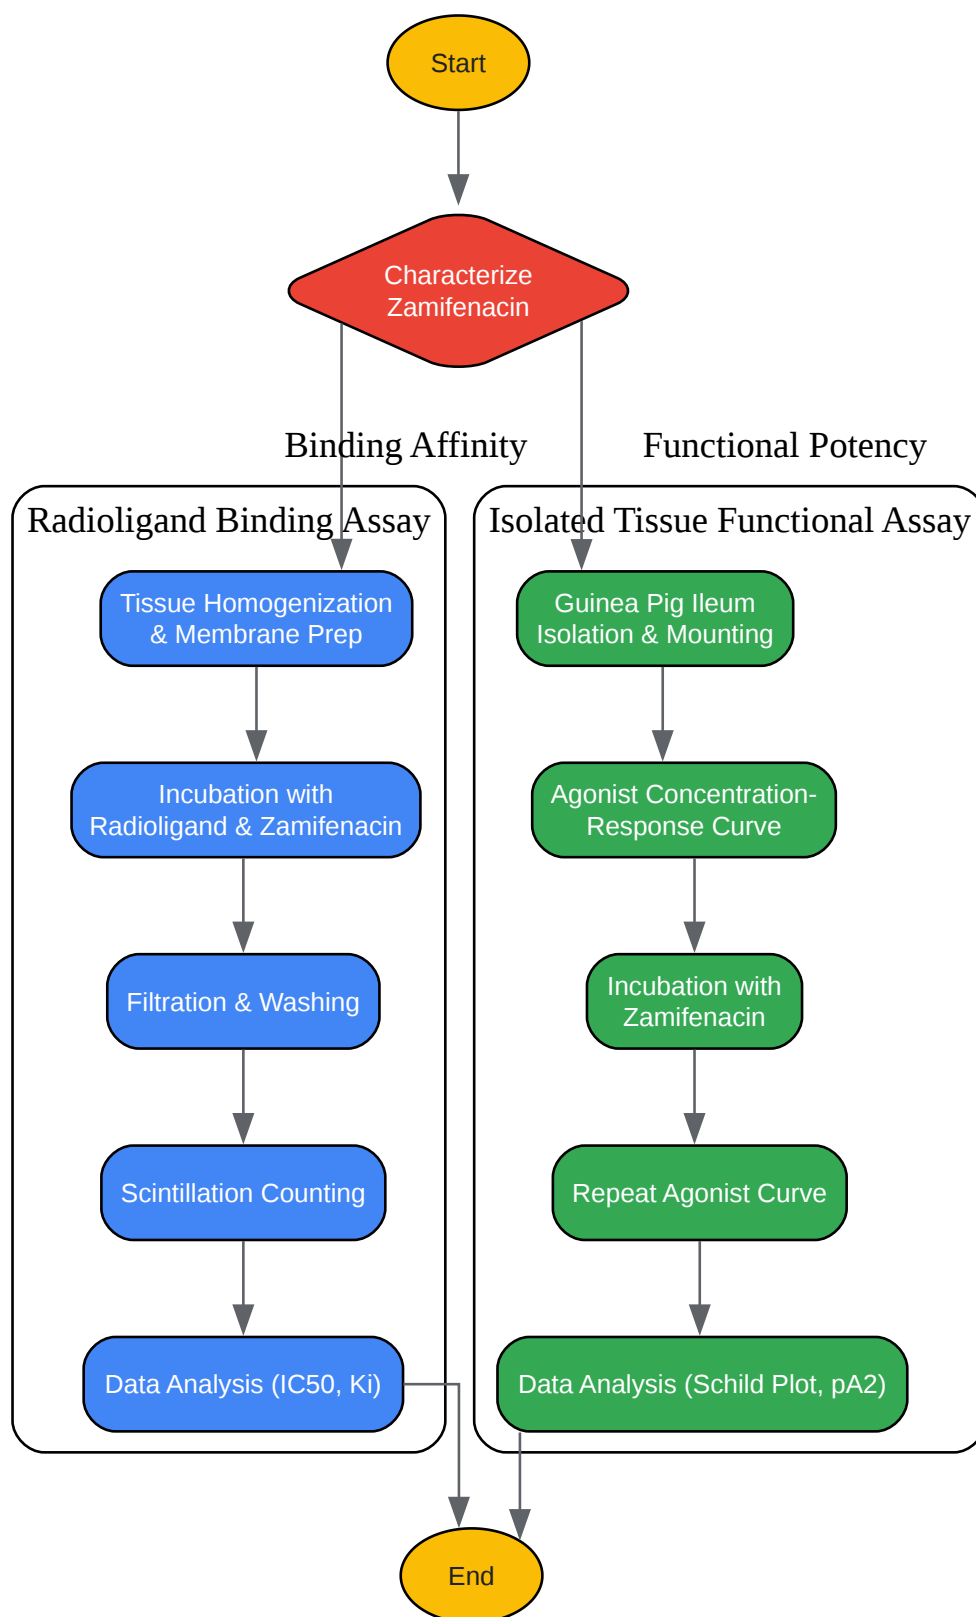 Start
Characterize
Zamifenacin
Binding Affinity
Functional Potency
Radioligand Binding Assay
Tissue Homogenization
& Membrane Prep
Incubation with
Radioligand & Zamifenacin
Filtration & Washing
Scintillation Counting
Data Analysis (IC50, Ki)
Isolated Tissue Functional Assay
Guinea Pig Ileum
Isolation & Mounting
Agonist Concentration-
Response Curve
Incubation with
Zamifenacin
Repeat Agonist Curve
Data Analysis (Schild Plot, pA2)
End